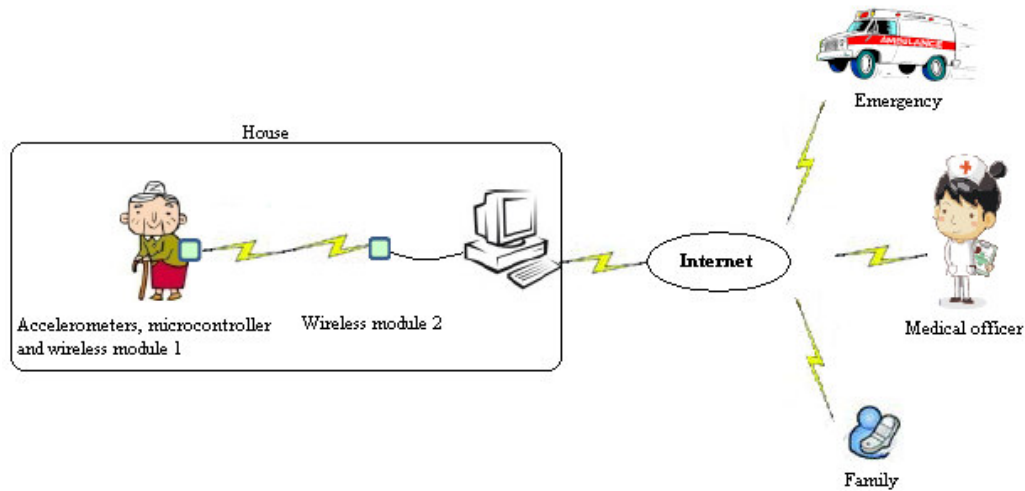 AMBULANCE
Emergency
House
Internet
Accelerometers, microcontroller
and wireless module 1
Wireless module 2
Medical officer
Family